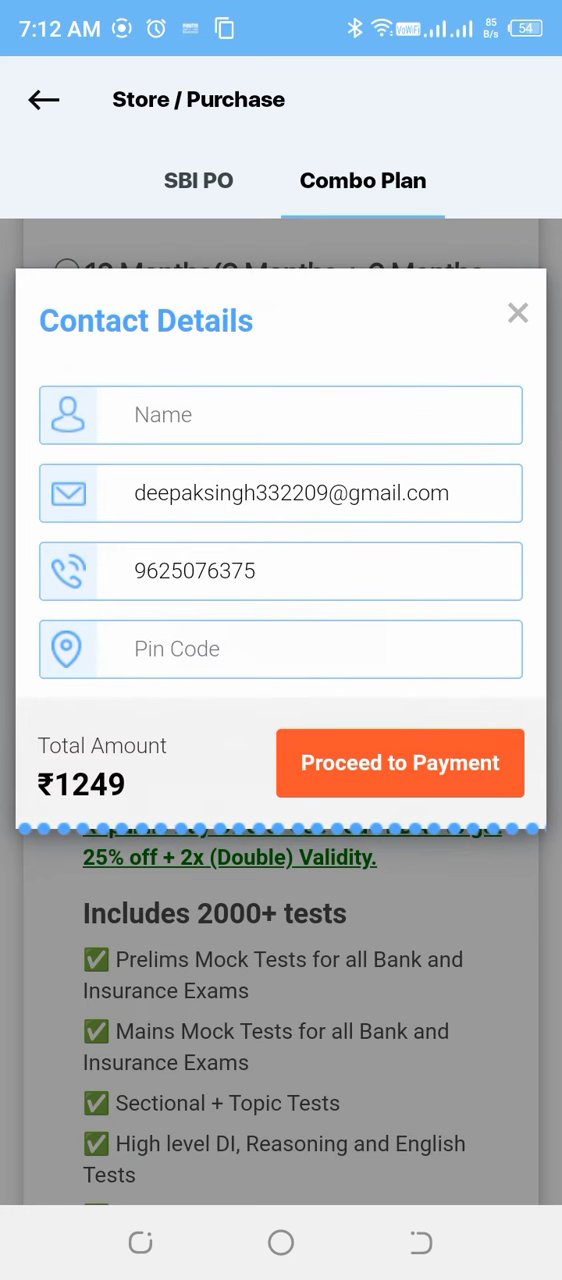 7:12 AM
VoWiFi
85
B/s
54
Store / Purchase
SBI PO
Combo Plan
Contact Details
Name
deepaksingh332209@gmail.com
9625076375
Pin Code
Total Amount
₹1249
Proceed to Payment
25% off + 2x (Double) Validity.
Includes 2000+ tests
✅ Prelims Mock Tests for all Bank and
Insurance Exams
✅ Mains Mock Tests for all Bank and
Insurance Exams
✅ Sectional + Topic Tests
✅ High level DI, Reasoning and English
Tests